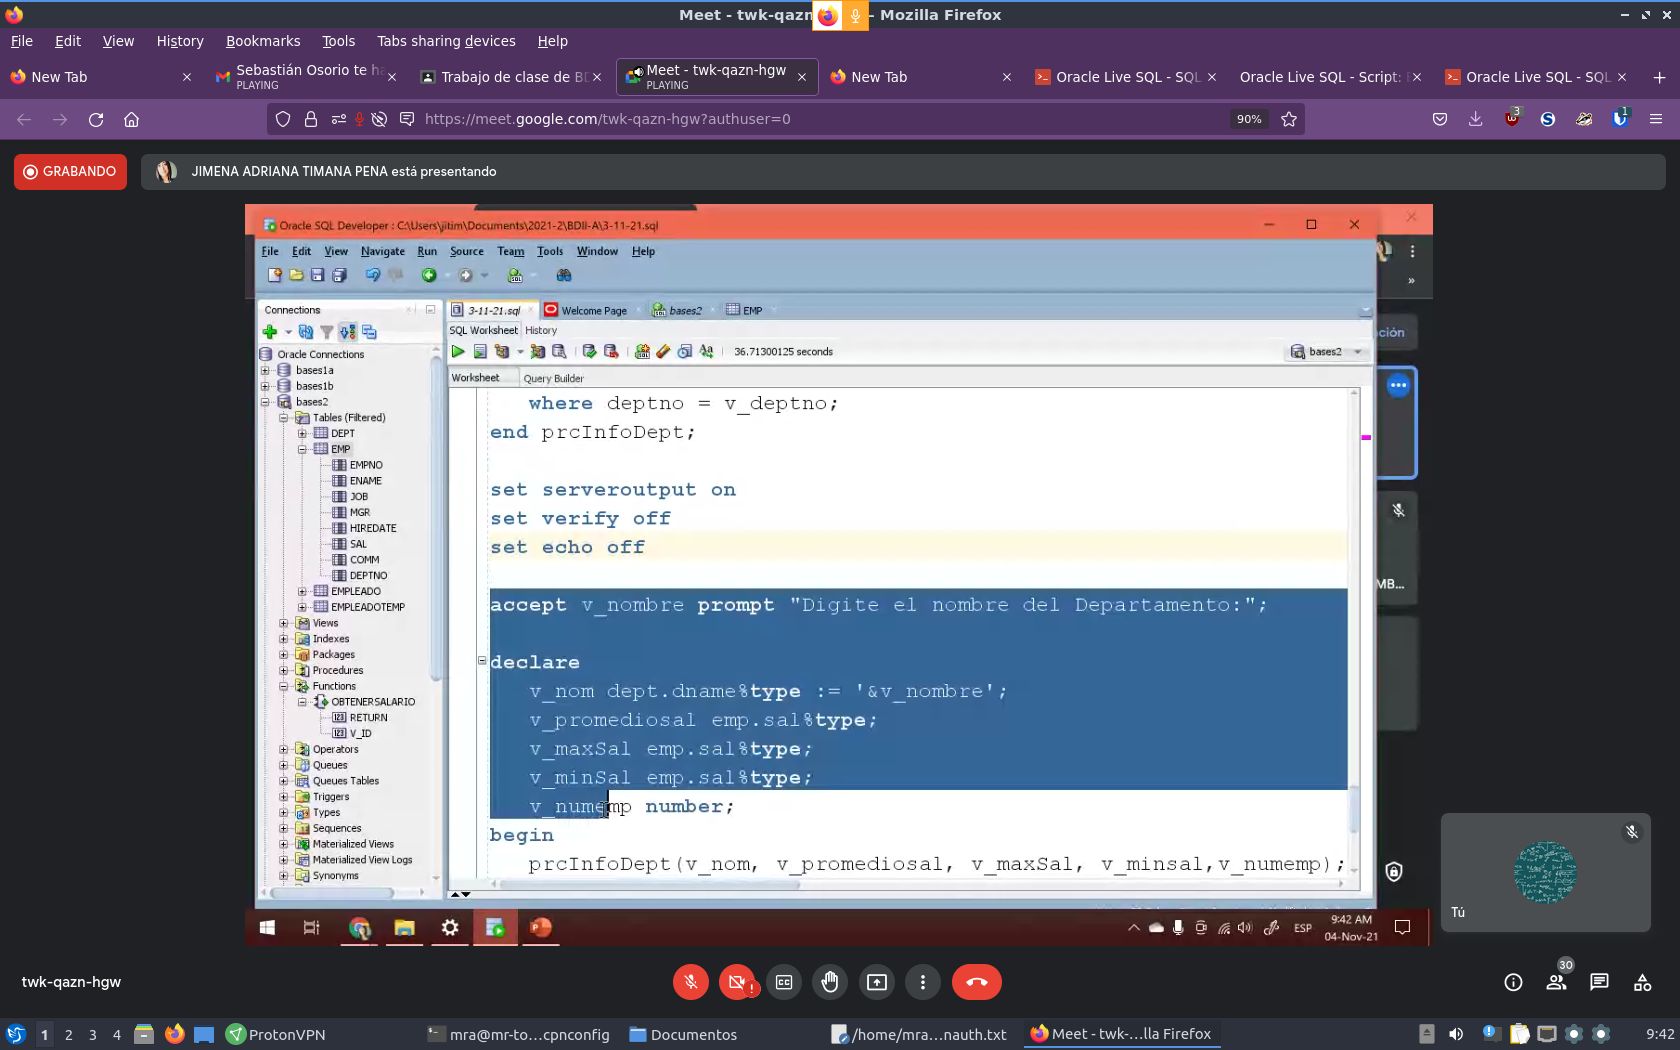 Meet - twk-qazn
- Mozilla Firefox
File Edit View History Bookmarks Tools Tabs sharing devices Help
New Tab
Sebastián Osorio te ha
PLAYING
Trabajo de clase de BD
Meet - twk-qazn-hgw
PLAYING
New Tab
Oracle Live SQL - SQL
Oracle Live SQL - Script:
Oracle Live SQL - SQL
https://meet.google.com/twk-qazn-hgw?authuser=0
90%
3
1
GRABANDO
JIMENA ADRIANA TIMANA PENA está presentando
Oracle SQL Developer : C:\Users\jitim\Documents\2021-2\BDII-A\3-11-21.sql
File Edit View Navigate Run Source Team Tools Window Help
Connections
3-11-21.sql
Welcome Page
bases2
EMP
SQL Worksheet History
36.71300125 seconds
bases2
Worksheet
Query Builder
Oracle Connections
bases1a
bases1b
bases2
Tables (Filtered)
DEPT
EMP
EMPNO
ENAME
JOB
MGR
HIREDATE
SAL
COMM
DEPTNO
EMPLEADO
EMPLEADOTEMP
Views
Indexes
Packages
Procedures
Functions
OBTENERSALARIO
RETURN
V_ID
Operators
Queues
Queues Tables
Triggers
Types
Sequences
Materialized Views
Materialized View Logs
Synonyms
where deptno = v_deptno;
end prcInfoDept;
set serveroutput on
set verify off
set echo off
accept v_nombre prompt "Digite el nombre del Departamento:";
declare
v_nom dept.dname%type := '&v_nombre';
v_promediosal emp.sal%type;
v_maxSal emp.sal%type;
v_minSal emp.sal%type;
v_numemp number;
begin
prcInfoDept(v_nom, v_promediosal, v_maxSal, v_minsal,v_numemp);
ción
MB...
ESP
9:42 AM
04-Nov-21
Tú
twk-qazn-hgw
30
1 2 3 4
ProtonVPN
mra@mr-to...cpnconfig
Documentos
/home/mra...nauth.txt
Meet - twk-...lla Firefox
9:42